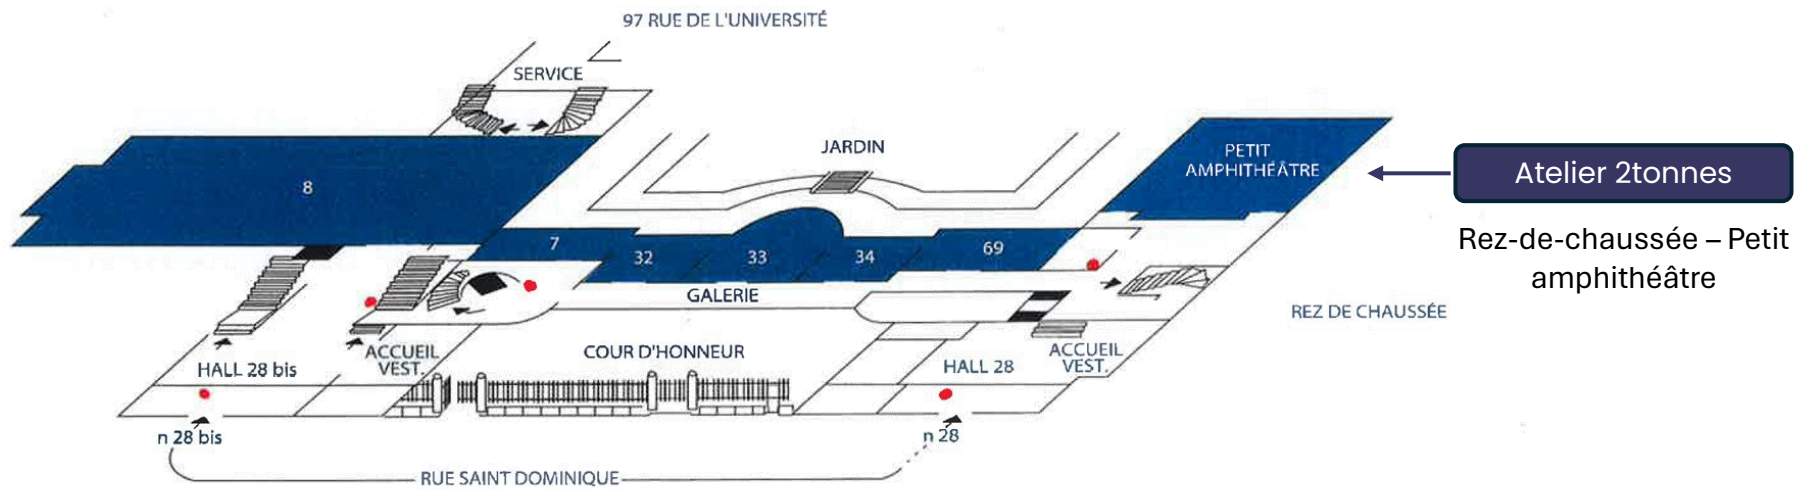 97 RUE DE L'UNIVERSITÉ
SERVICE
JARDIN
PETIT
AMPHITHÉÂTRE
Atelier 2tonnes
8
Rez-de-chaussée – Petit
amphithéâtre
7
32
33
34
69
GALERIE
REZ DE CHAUSSÉE
ACCUEIL
VEST.
COUR D'HONNEUR
ACCUEIL
VEST.
HALL 28 bis
HALL 28
n 28 bis
n 28
RUE SAINT DOMINIQUE